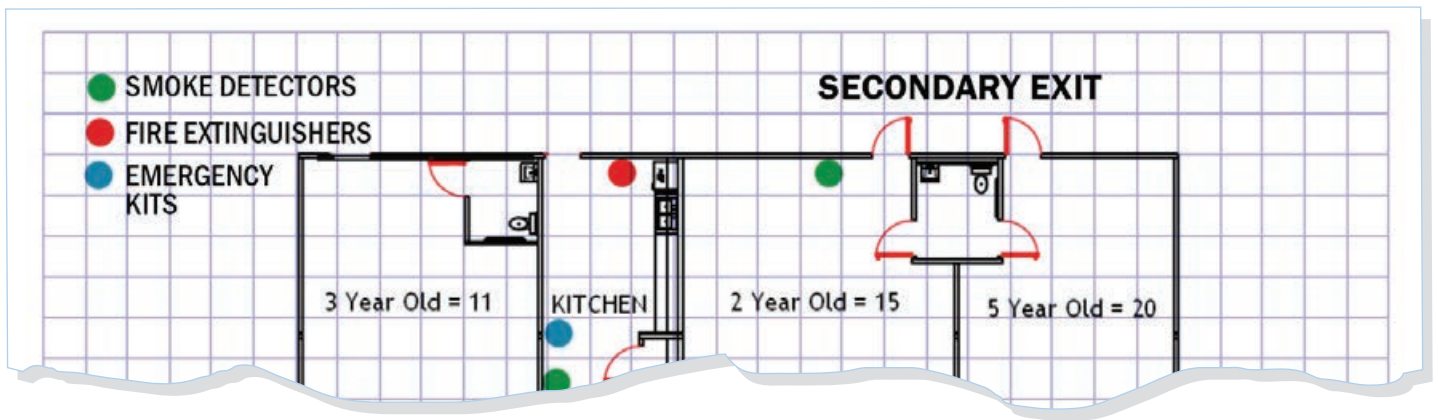 SMOKE DETECTORS
FIRE EXTINGUISHERS
EMERGENCY
KITS
SECONDARY EXIT
3 Year Old = 11
KITCHEN
2 Year Old = 15
5 Year Old = 20